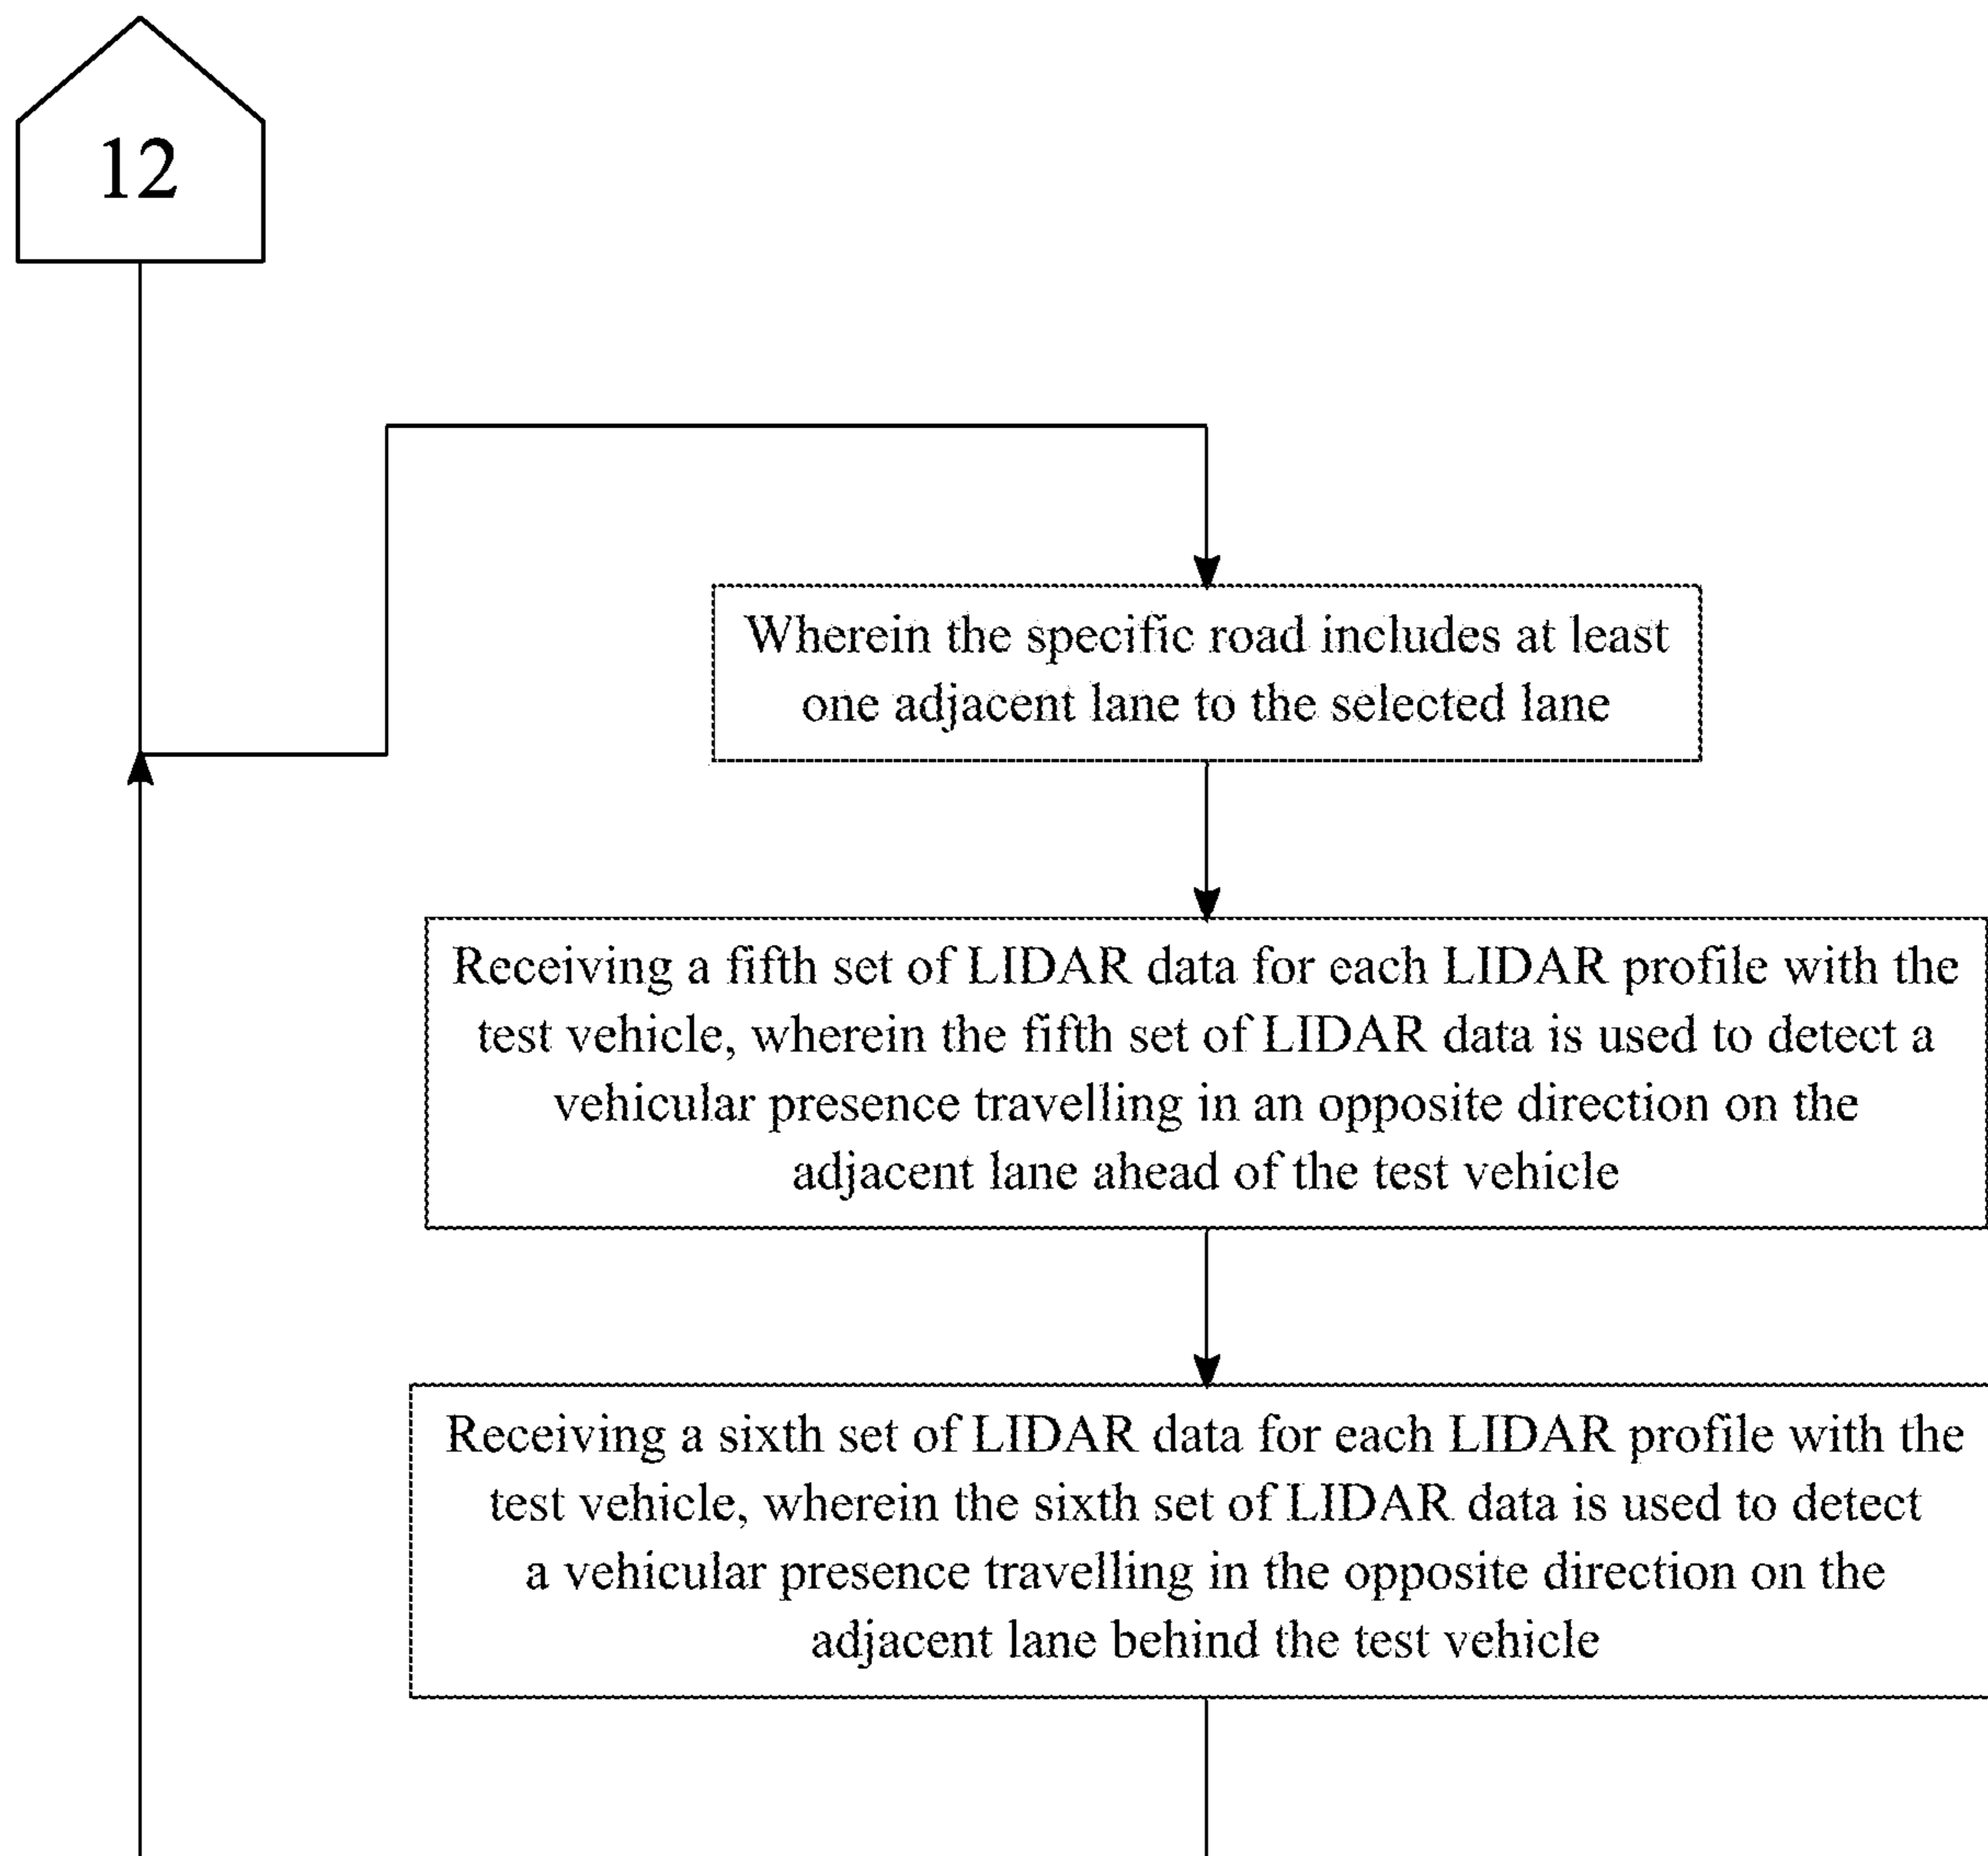 12
Wherein the specific road includes at least
one adjacent lane to the selected lane
Receiving a fifth set of LIDAR data for each LIDAR profile with the
test vehicle, wherein the fifth set of LIDAR data is used to detect a
vehicular presence travelling in an opposite direction on the
adjacent lane ahead of the test vehicle
Receiving a sixth set of LIDAR data for each LIDAR profile with the
test vehicle, wherein the sixth set of LIDAR data is used to detect
a vehicular presence travelling in the opposite direction on the
adjacent lane behind the test vehicle